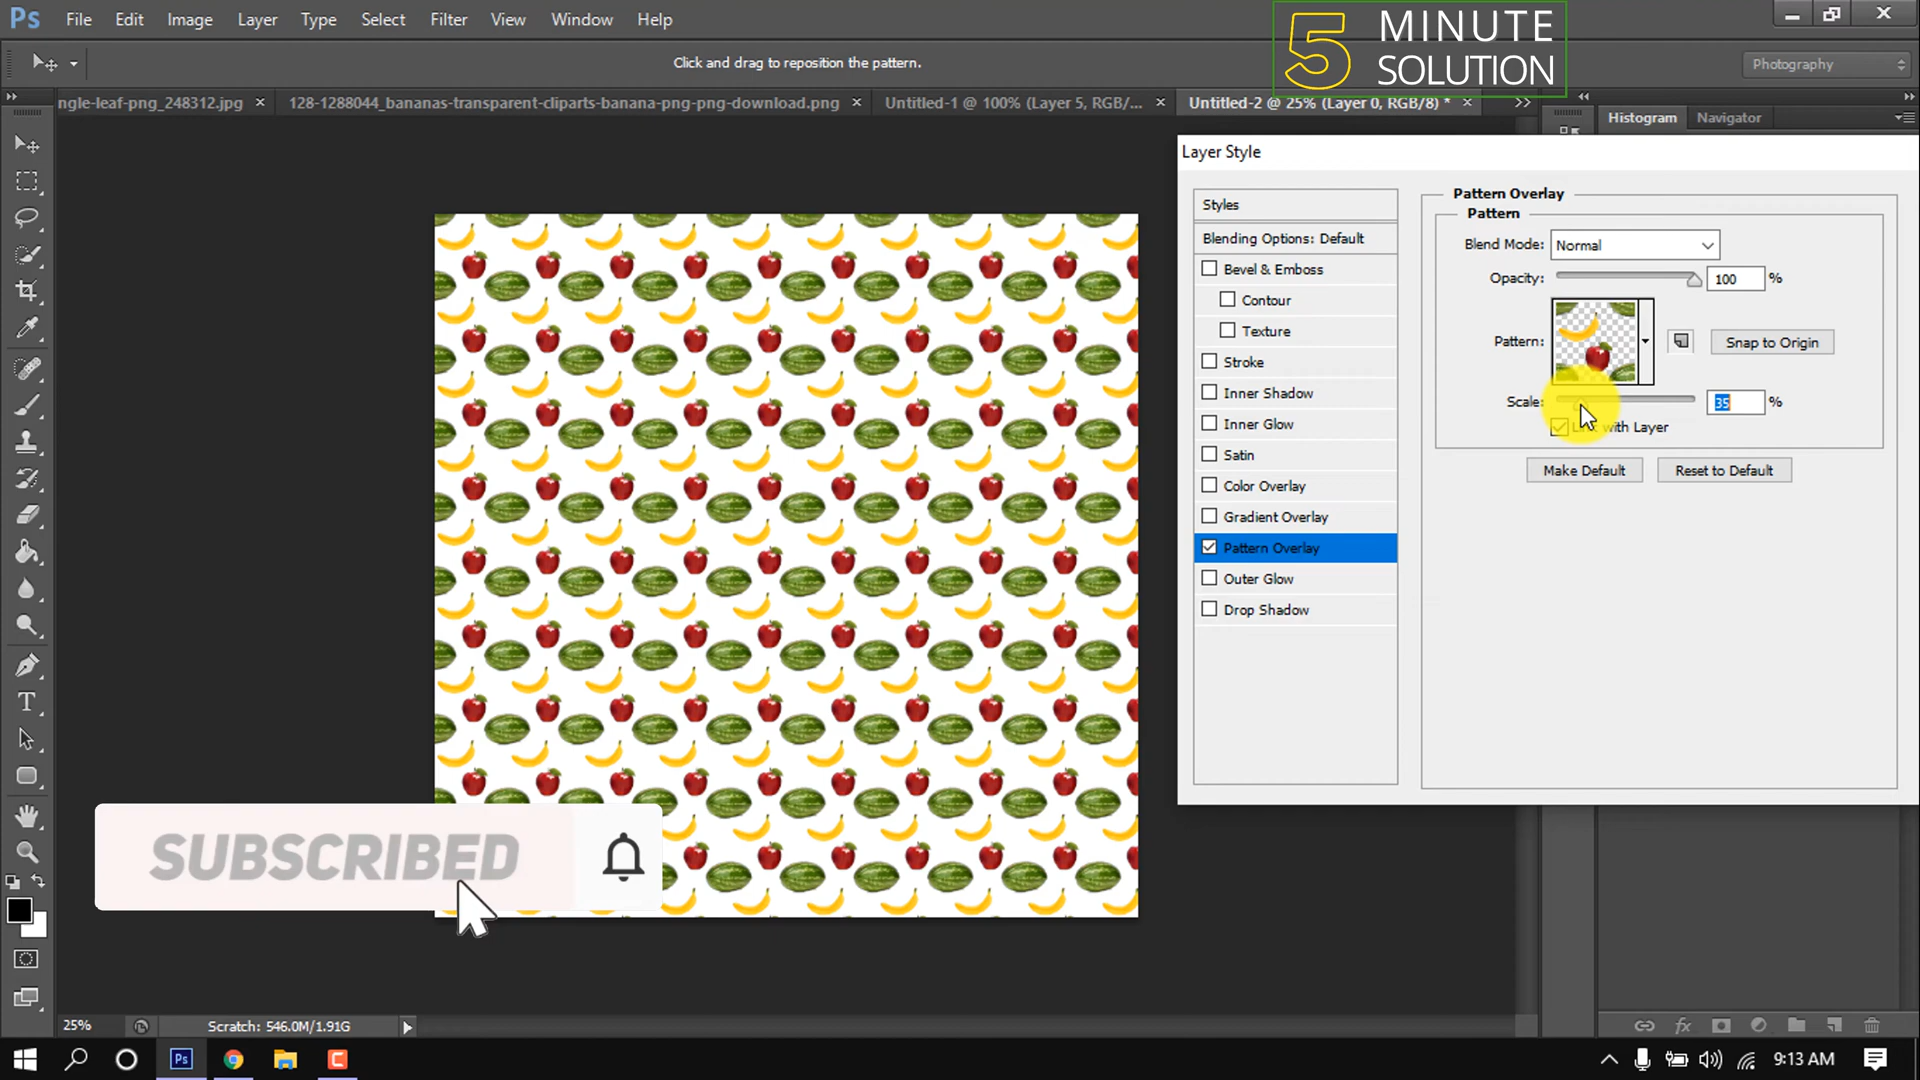 Ps File Edit Image Layer Type Select Filter View Window Help
5 MINUTE
SOLUTION
Click and drag to reposition the pattern.
Photography
ngle-leaf-png_248312.jpg × 128-1288044_bananas-transparent-cliparts-banana-png-png-download.png × Untitled-1 @ 100% (Layer 5, RGB/... × Untitled-2 @ 25% (Layer 0, RGB/8) * ×
Histogram Navigator
Layer Style
Styles
Blending Options: Default
Bevel & Emboss
Contour
Texture
Stroke
Inner Shadow
Inner Glow
Satin
Color Overlay
Gradient Overlay
Pattern Overlay
Outer Glow
Drop Shadow
Pattern Overlay
Pattern
Blend Mode: Normal
Opacity: 100 %
Pattern: Snap to Origin
Scale: 35 %
with Layer
Make Default Reset to Default
SUBSCRIBED
25% Scratch: 546.0M/1.91G
Ps 9:13 AM